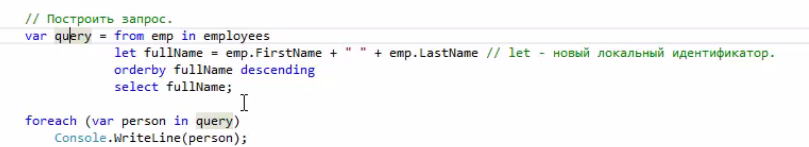 // Построить запрос.
var query = from emp in employees
let fullName = emp.FirstName + " " + emp.LastName // let - новый локальный идентификатор.
orderby fullName descending
select fullName;
foreach (var person in query)
Console.WriteLine(person);